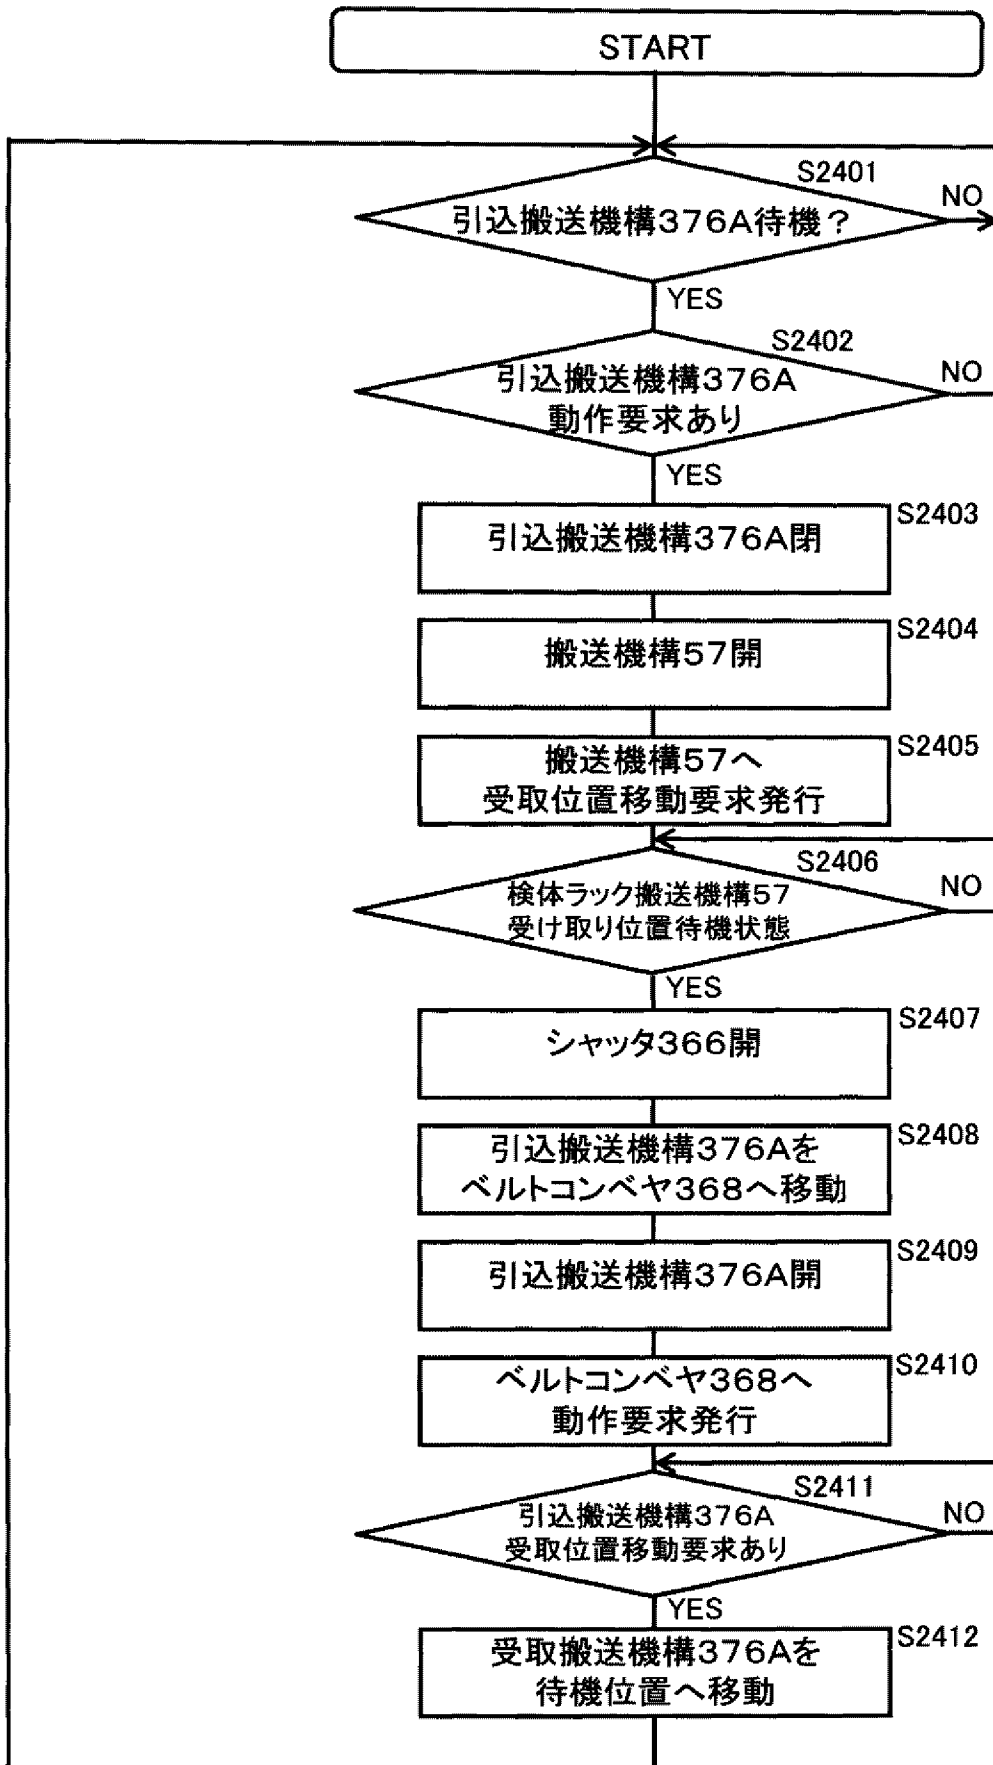 START
S2401
引込搬送機構376A待機？
NO
YES
S2402
引込搬送機構376A
動作要求あり
NO
YES
S2403
引込搬送機構376A閉
S2404
搬送機構57開
S2405
搬送機構57へ
受取位置移動要求発行
S2406
検体ラック搬送機構57
受け取り位置待機状態
NO
YES
S2407
シャッタ366開
S2408
引込搬送機構376Aを
ベルトコンベヤ368へ移動
S2409
引込搬送機構376A開
S2410
ベルトコンベヤ368へ
動作要求発行
S2411
引込搬送機構376A
受取位置移動要求あり
NO
YES
S2412
受取搬送機構376Aを
待機位置へ移動